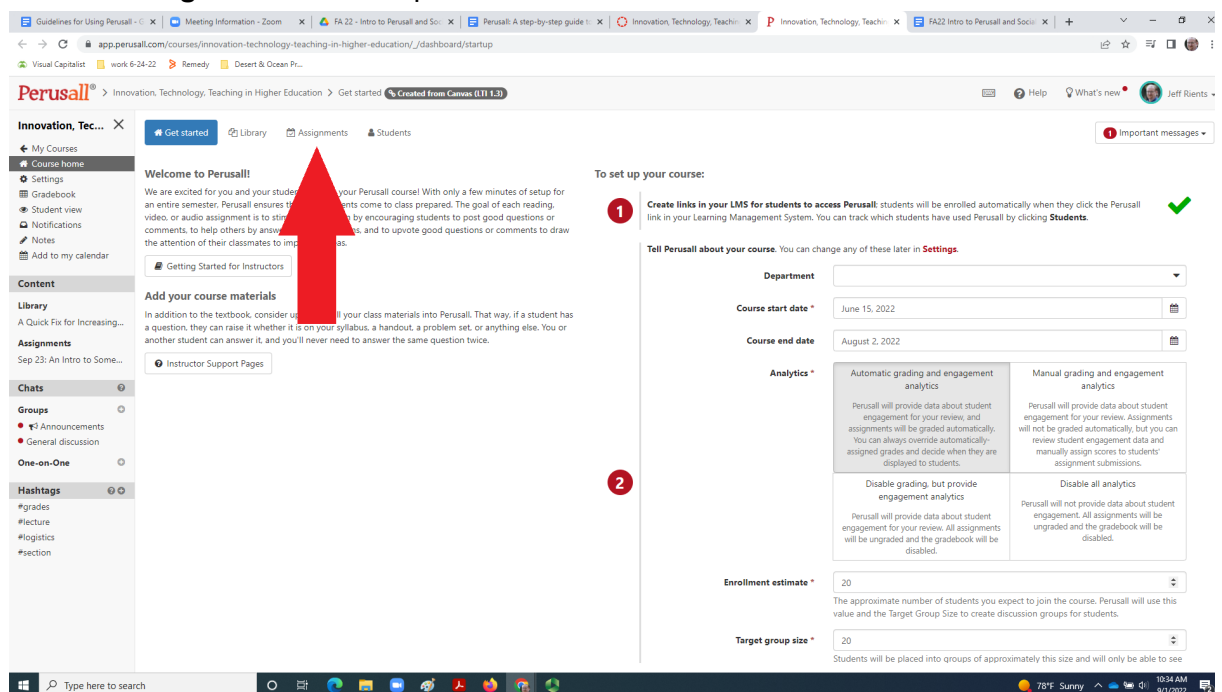 Guidelines for Using Perusall - G
Meeting Information - Zoom
FA 22 - Intro to Perusall and Soc
Perusall: A step-by-step guide to
Innovation, Technology, Teachin
Innovation, Technology, Teachin
FA22 Intro to Perusall and Social
app.perusall.com/courses/innovation-technology-teaching-in-higher-education/_/dashboard/startup
Visual Capitalist
work 6-24-22
Remedy
Desert & Ocean Pr...
Perusall® > Innovation, Technology, Teaching in Higher Education > Get started Created from Canvas (LTI 1.3)
Help
What's new
Jeff Rients
Innovation, Tec...
My Courses
Course home
Settings
Gradebook
Student view
Notifications
Notes
Add to my calendar
Content
Library
A Quick Fix for Increasing...
Assignments
Sep 23: An Intro to Some...
Chats
Groups
Announcements
General discussion
One-on-One
Hashtags
#grades
#lecture
#logistics
#section
Get started
Library
Assignments
Students
1 Important messages
Welcome to Perusall!
We are excited for you and your studen your Perusall course! With only a few minutes of setup for
an entire semester. Perusall ensures th ents come to class prepared. The goal of each reading,
video, or audio assignment is to stin by encouraging students to post good questions or
comments, to help others by answ s, and to upvote good questions or comments to draw
the attention of their classmates to imp as.
Getting Started for Instructors
Add your course materials
In addition to the textbook, consider up ll your class materials into Perusall. That way, if a student has
a question, they can raise it whether it is on your syllabus, a handout, a problem set, or anything else. You or
another student can answer it, and you'll never need to answer the same question twice.
Instructor Support Pages
To set up your course:
1
Create links in your LMS for students to access Perusall; students will be enrolled automatically when they click the Perusall
link in your Learning Management System. You can track which students have used Perusall by clicking Students.
2
Tell Perusall about your course. You can change any of these later in Settings.
Department
Course start date *
June 15, 2022
Course end date
August 2, 2022
Analytics *
Automatic grading and engagement
analytics
Perusall will provide data about student
engagement for your review, and
assignments will be graded automatically.
You can always override automatically-
assigned grades and decide when they are
displayed to students.
Manual grading and engagement
analytics
Perusall will provide data about student
engagement for your review. Assignments
will not be graded automatically, but you can
review student engagement data and
manually assign scores to students'
assignment submissions.
Disable grading, but provide
engagement analytics
Perusall will provide data about student
engagement for your review. All assignments
will be ungraded and the gradebook will be
disabled.
Disable all analytics
Perusall will not provide data about student
engagement. All assignments will be
ungraded and the gradebook will be
disabled.
Enrollment estimate *
20
The approximate number of students you expect to join the course. Perusall will use this
value and the Target Group Size to create discussion groups for students.
Target group size *
20
Students will be placed into groups of approximately this size and will only be able to see
Type here to search
78°F Sunny
10:34 AM